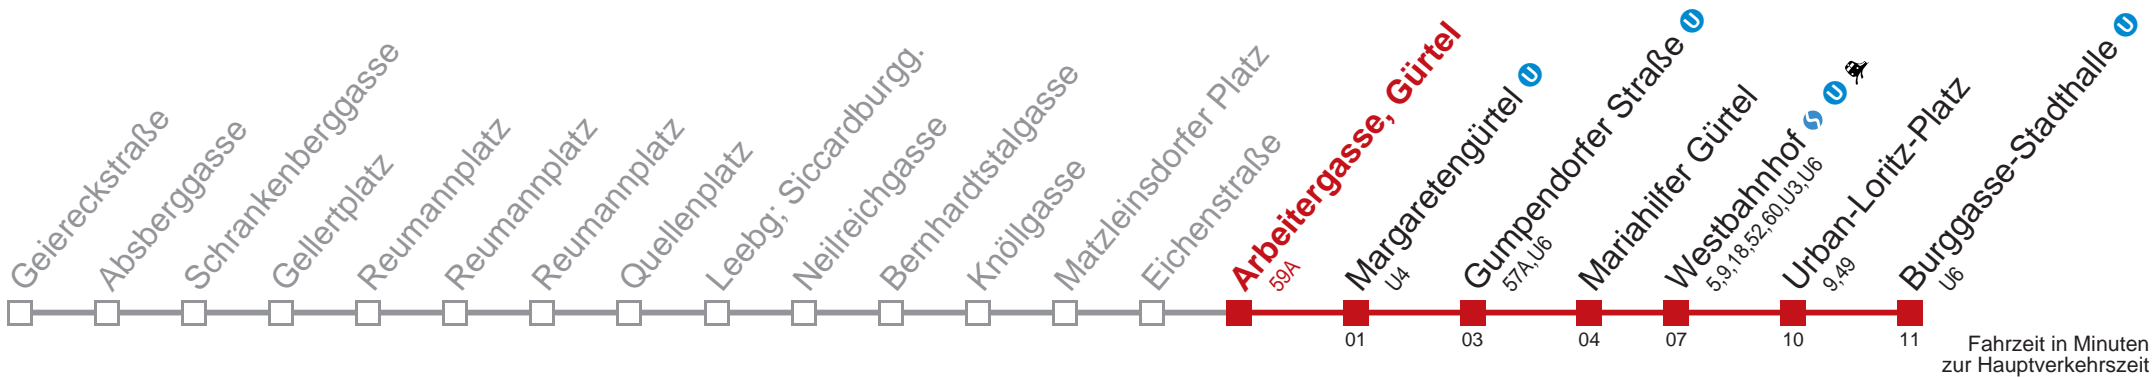 Geiereckstraße
Absberggasse
Schrankenberggasse
Gellertplatz
Reumannplatz
Reumannplatz
Reumannplatz
Quellenplatz
Leebg; Siccardburgg.
Neilreichgasse
Bernhardtstalgasse
Knöllgasse
Matzleinsdorfer Platz
Eichenstraße
Arbeitergasse, Gürtel
59A
Margaretengürtel U
U4
Gumpendorfer Straße U
57A,U6
Mariahilfer Gürtel
Westbahnhof S U
5,9,18,52,60,U3,U6
Urban-Loritz-Platz
9,49
Burggasse-Stadthalle U
U6
01 03 04 07 10 11
Fahrzeit in Minuten
zur Hauptverkehrszeit